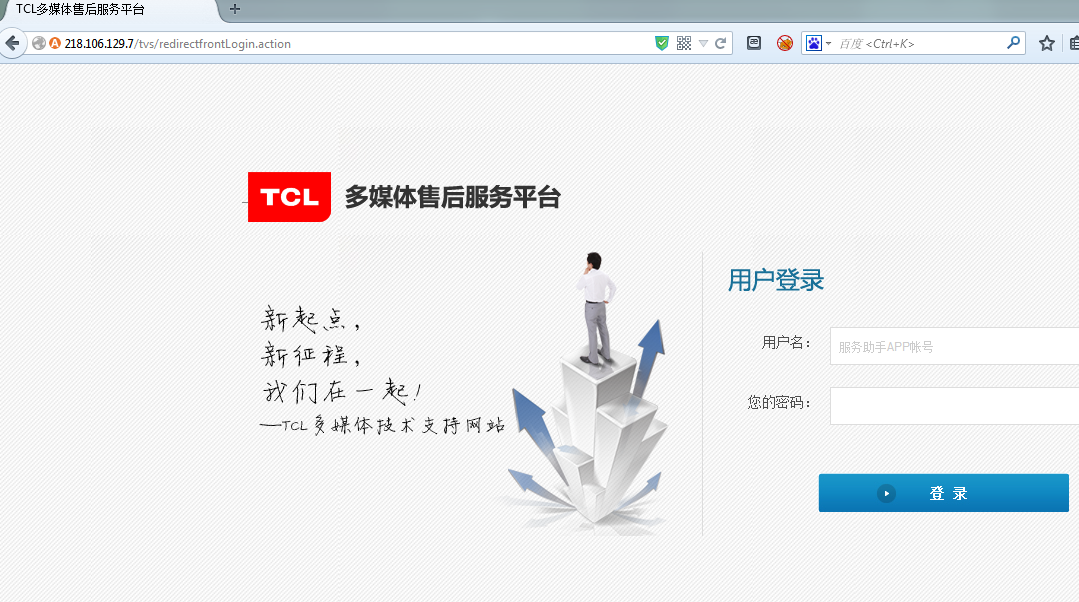 TCL多媒体售后服务平台
218.106.129.7/tvs/redirectfrontLogin.action
百度 <Ctrl+K>
TCL 多媒体售后服务平台
用户登录
新起点，
新征程，
我们在一起！
—TCL多媒体技术支持网站
用户名：
服务助手APP帐号
您的密码：
登 录